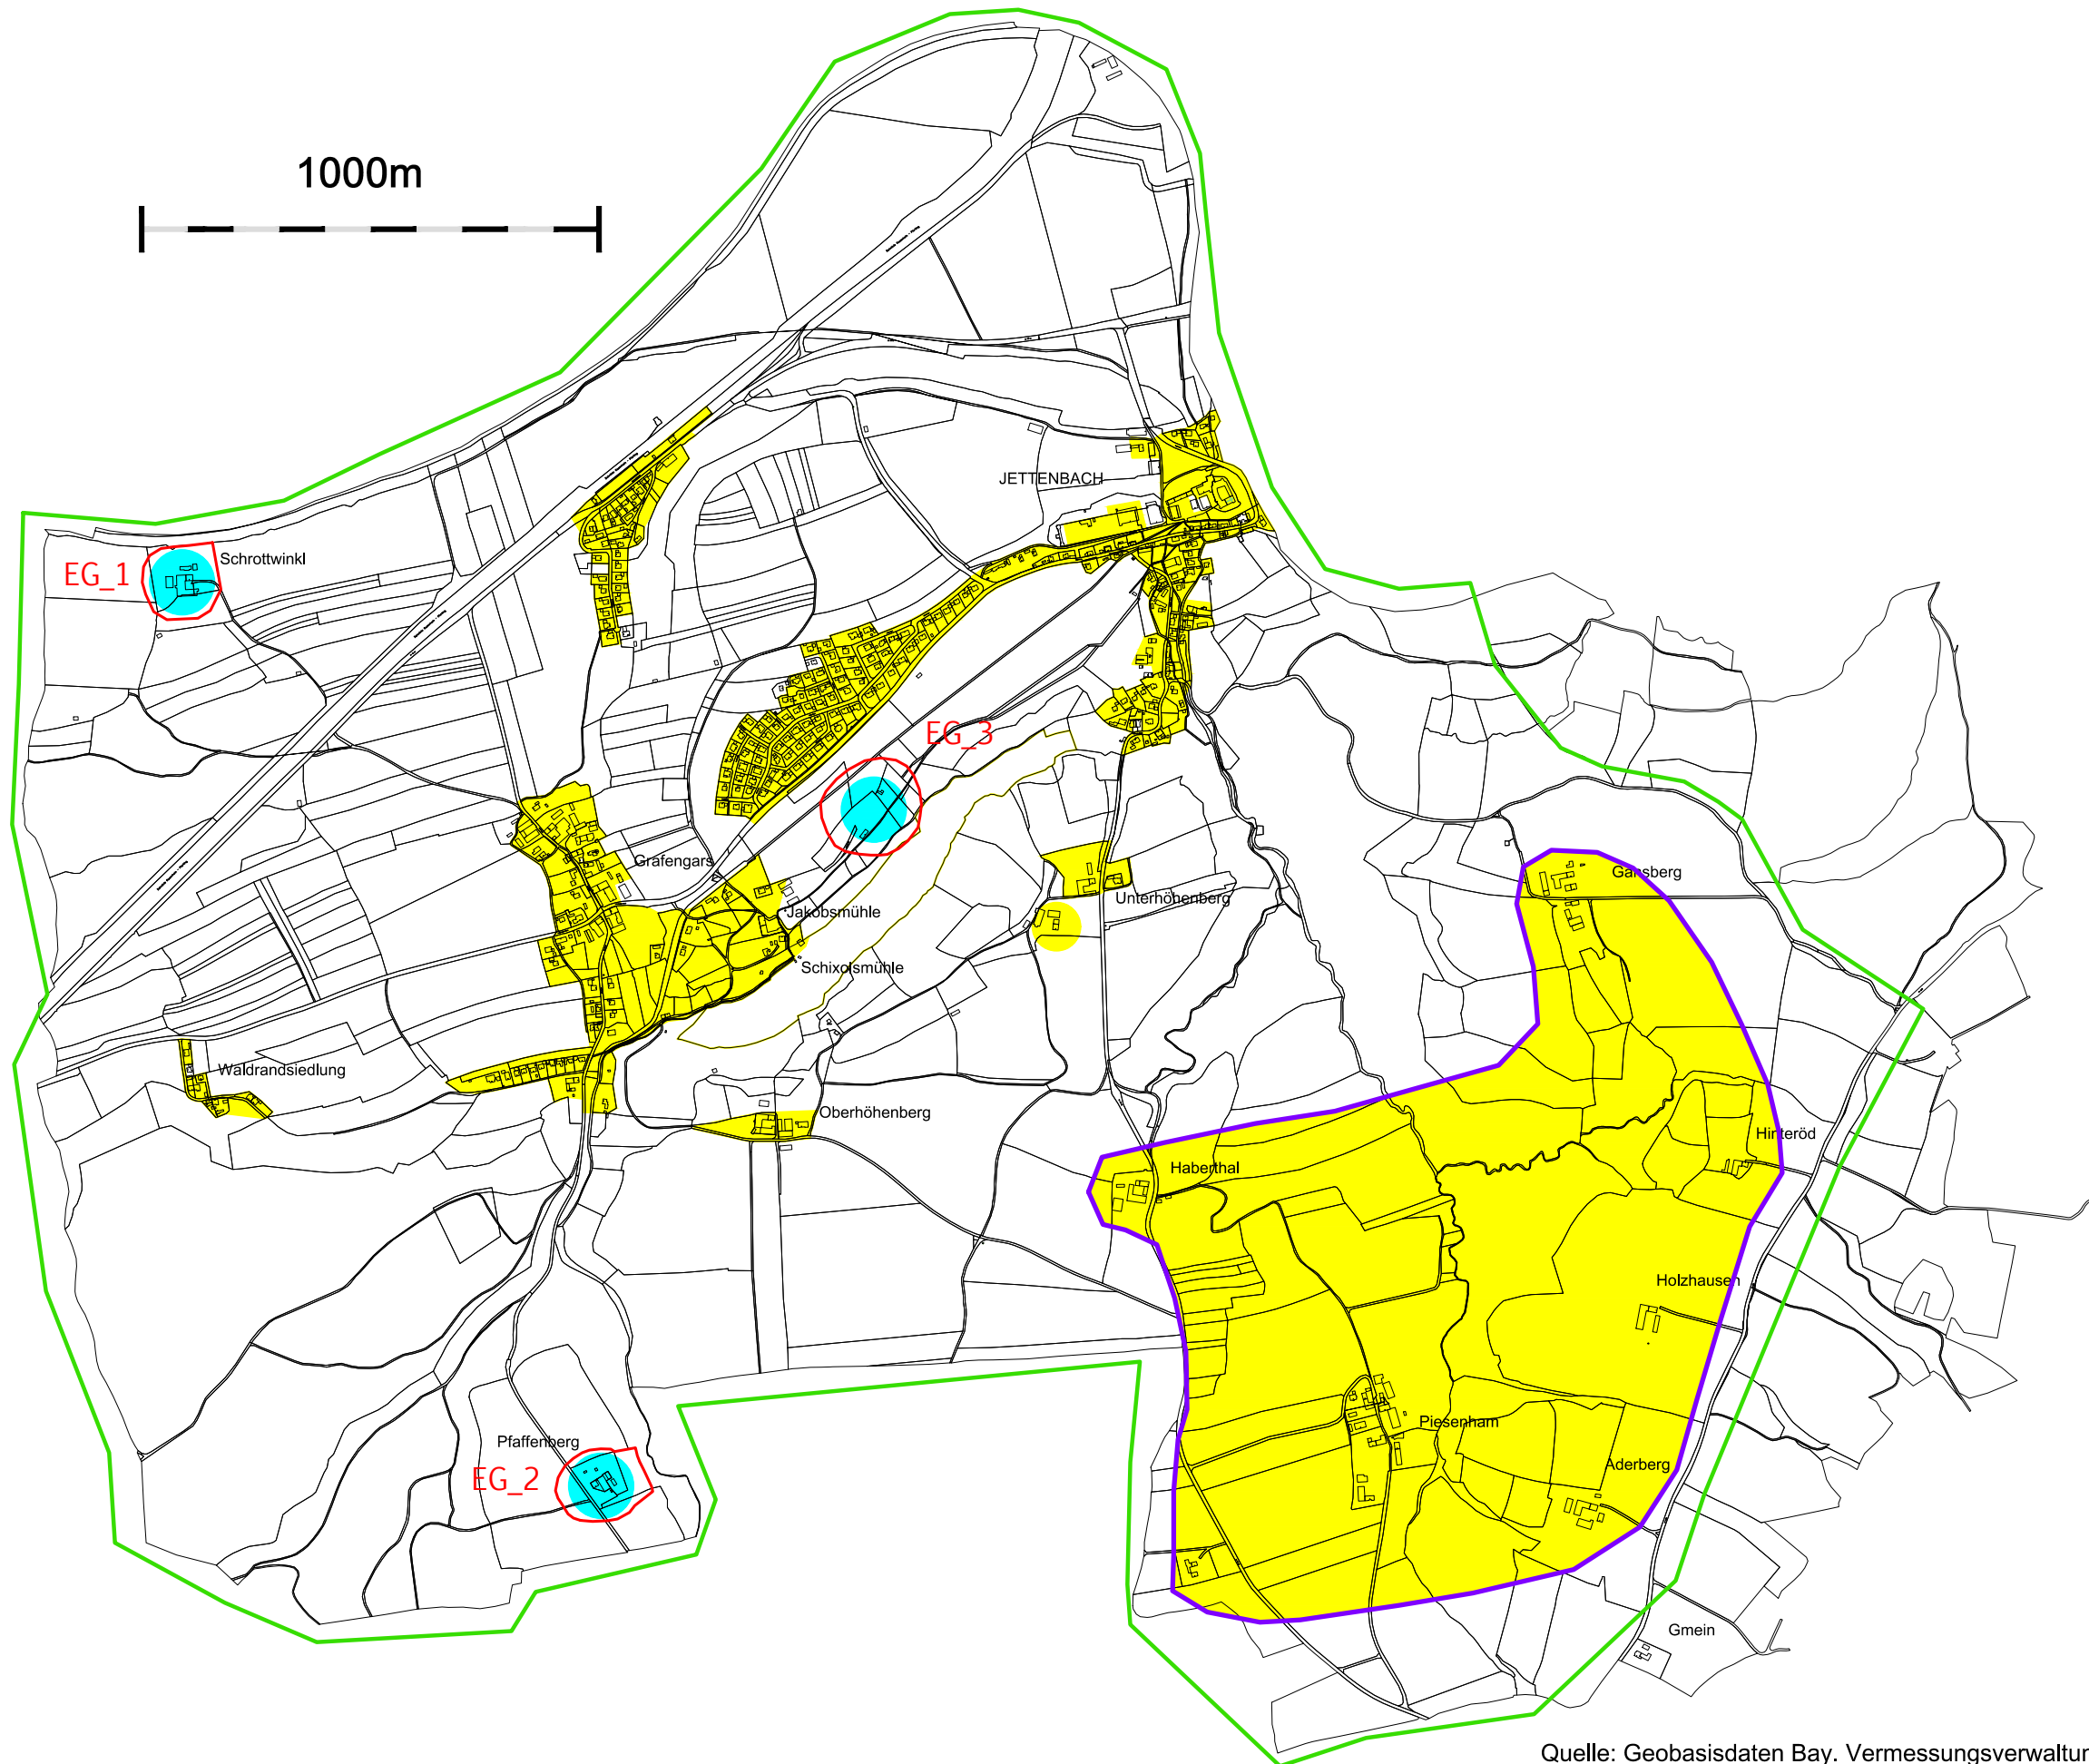 1000m
JETTENBACH
Schrottwinkl
EG_1
EG_3
Grafengars
Gansberg
Unterhöhenberg
Jakobsmühle
Schixolsmühle
Waldrandsiedlung
Oberhöhenberg
Hinteröd
Haberthal
Holzhausen
Piesenham
Pfaffenberg
Aderberg
EG_2
Gmein
Quelle: Geobasisdaten Bay. Vermessungsverwaltun